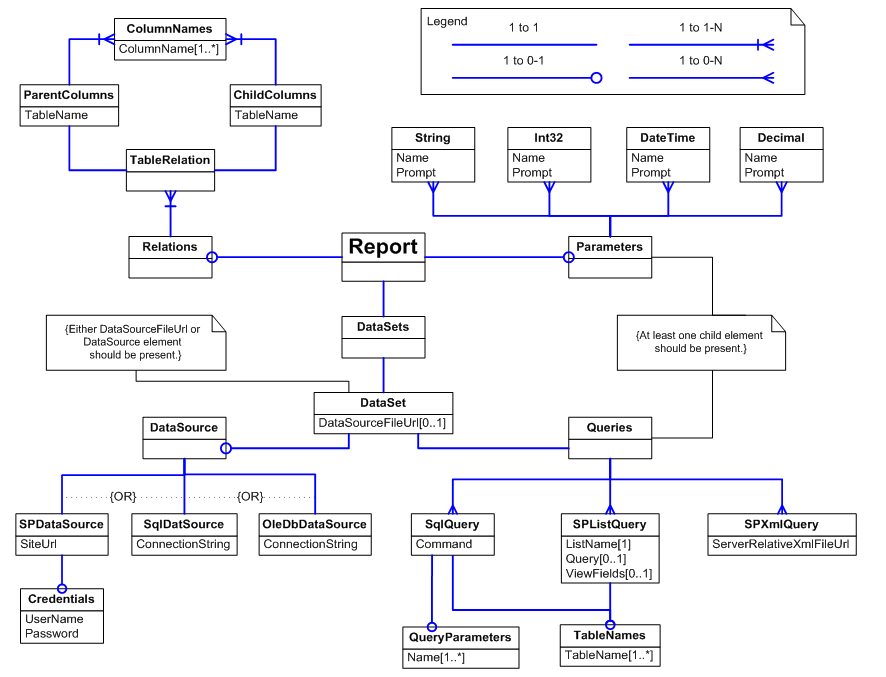 ColumnNames
ColumnName[1..*]
Legend
1 to 1
1 to 1-N
1 to 0-1
1 to 0-N
ParentColumns
TableName
ChildColumns
TableName
String
Name
Prompt
Int32
Name
Prompt
DateTime
Name
Prompt
Decimal
Name
Prompt
TableRelation
Relations
Report
Parameters
{Either DataSourceFileUrl or
DataSource element
should be present.}
DataSets
{At least one child element
should be present.}
DataSet
DataSourceFileUrl[0..1]
DataSource
Queries
{OR}
{OR}
SPDataSource
SiteUrl
SqlDatSource
ConnectionString
OleDbDataSource
ConnectionString
SqlQuery
Command
SPListQuery
ListName[1]
Query[0..1]
ViewFields[0..1]
SPXmlQuery
ServerRelativeXmlFileUrl
Credentials
UserName
Password
QueryParameters
Name[1..*]
TableNames
TableName[1..*]